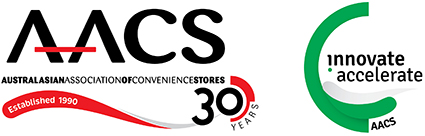 AACS
AUSTRALASIANASSOCIATIONOFCONVENIENCESTORES
Established 1990
30 YEARS
innovate
accelerate
AACS